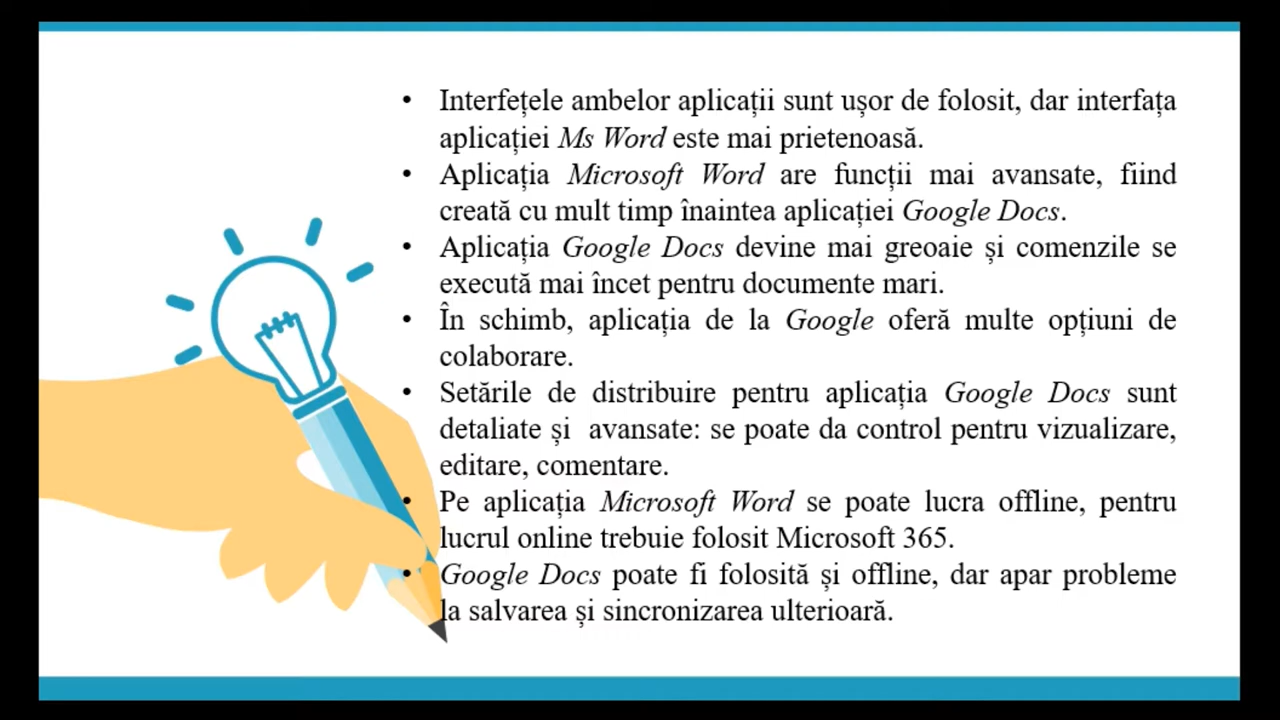 • Interfețele ambelor aplicații sunt ușor de folosit, dar interfața
aplicației Ms Word este mai prietenoasă.
• Aplicația Microsoft Word are funcții mai avansate, fiind
creată cu mult timp înaintea aplicației Google Docs.
• Aplicația Google Docs devine mai greoaie și comenzile se
execută mai încet pentru documente mari.
• În schimb, aplicația de la Google oferă multe opțiuni de
colaborare.
• Setările de distribuire pentru aplicația Google Docs sunt
detaliate și  avansate: se poate da control pentru vizualizare,
editare, comentare.
• Pe aplicația Microsoft Word se poate lucra offline, pentru
lucrul online trebuie folosit Microsoft 365.
• Google Docs poate fi folosită și offline, dar apar probleme
la salvarea și sincronizarea ulterioară.